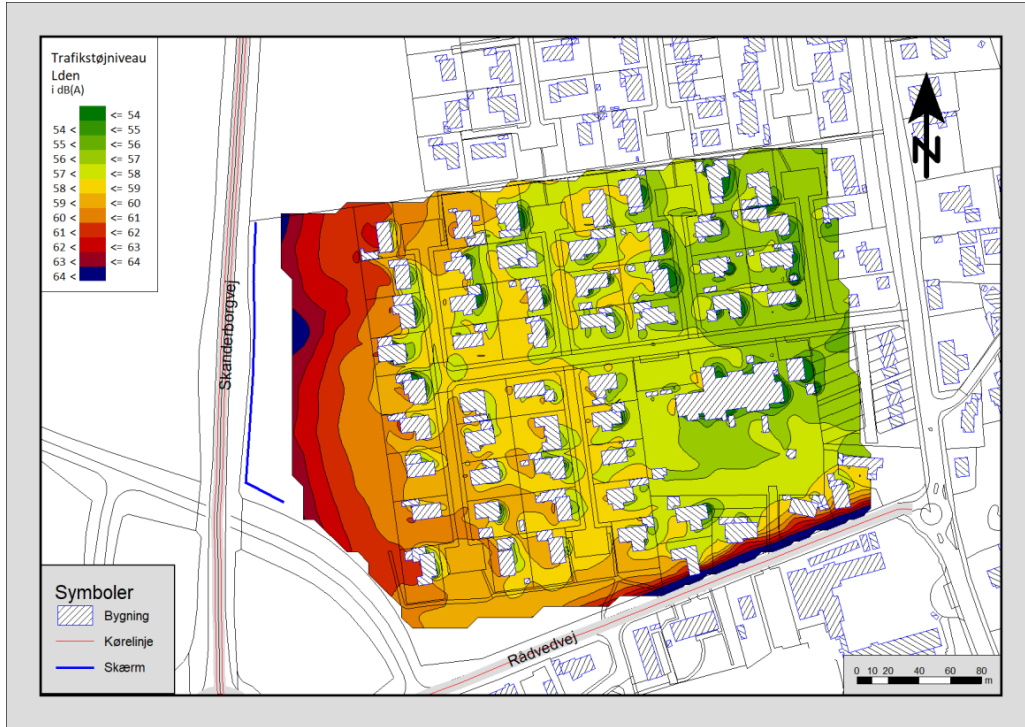 Trafikstøjniveau
Lden
i dB(A)
<= 54
54 < <= 55
55 < <= 56
56 < <= 57
57 < <= 58
58 < <= 59
59 < <= 60
60 < <= 61
61 < <= 62
62 < <= 63
63 < <= 64
64 <
N
Skanderborgvej
Rådvedvej
Symboler
Bygning
Kørelinje
Skærm
0 10 20 40 60 80
m